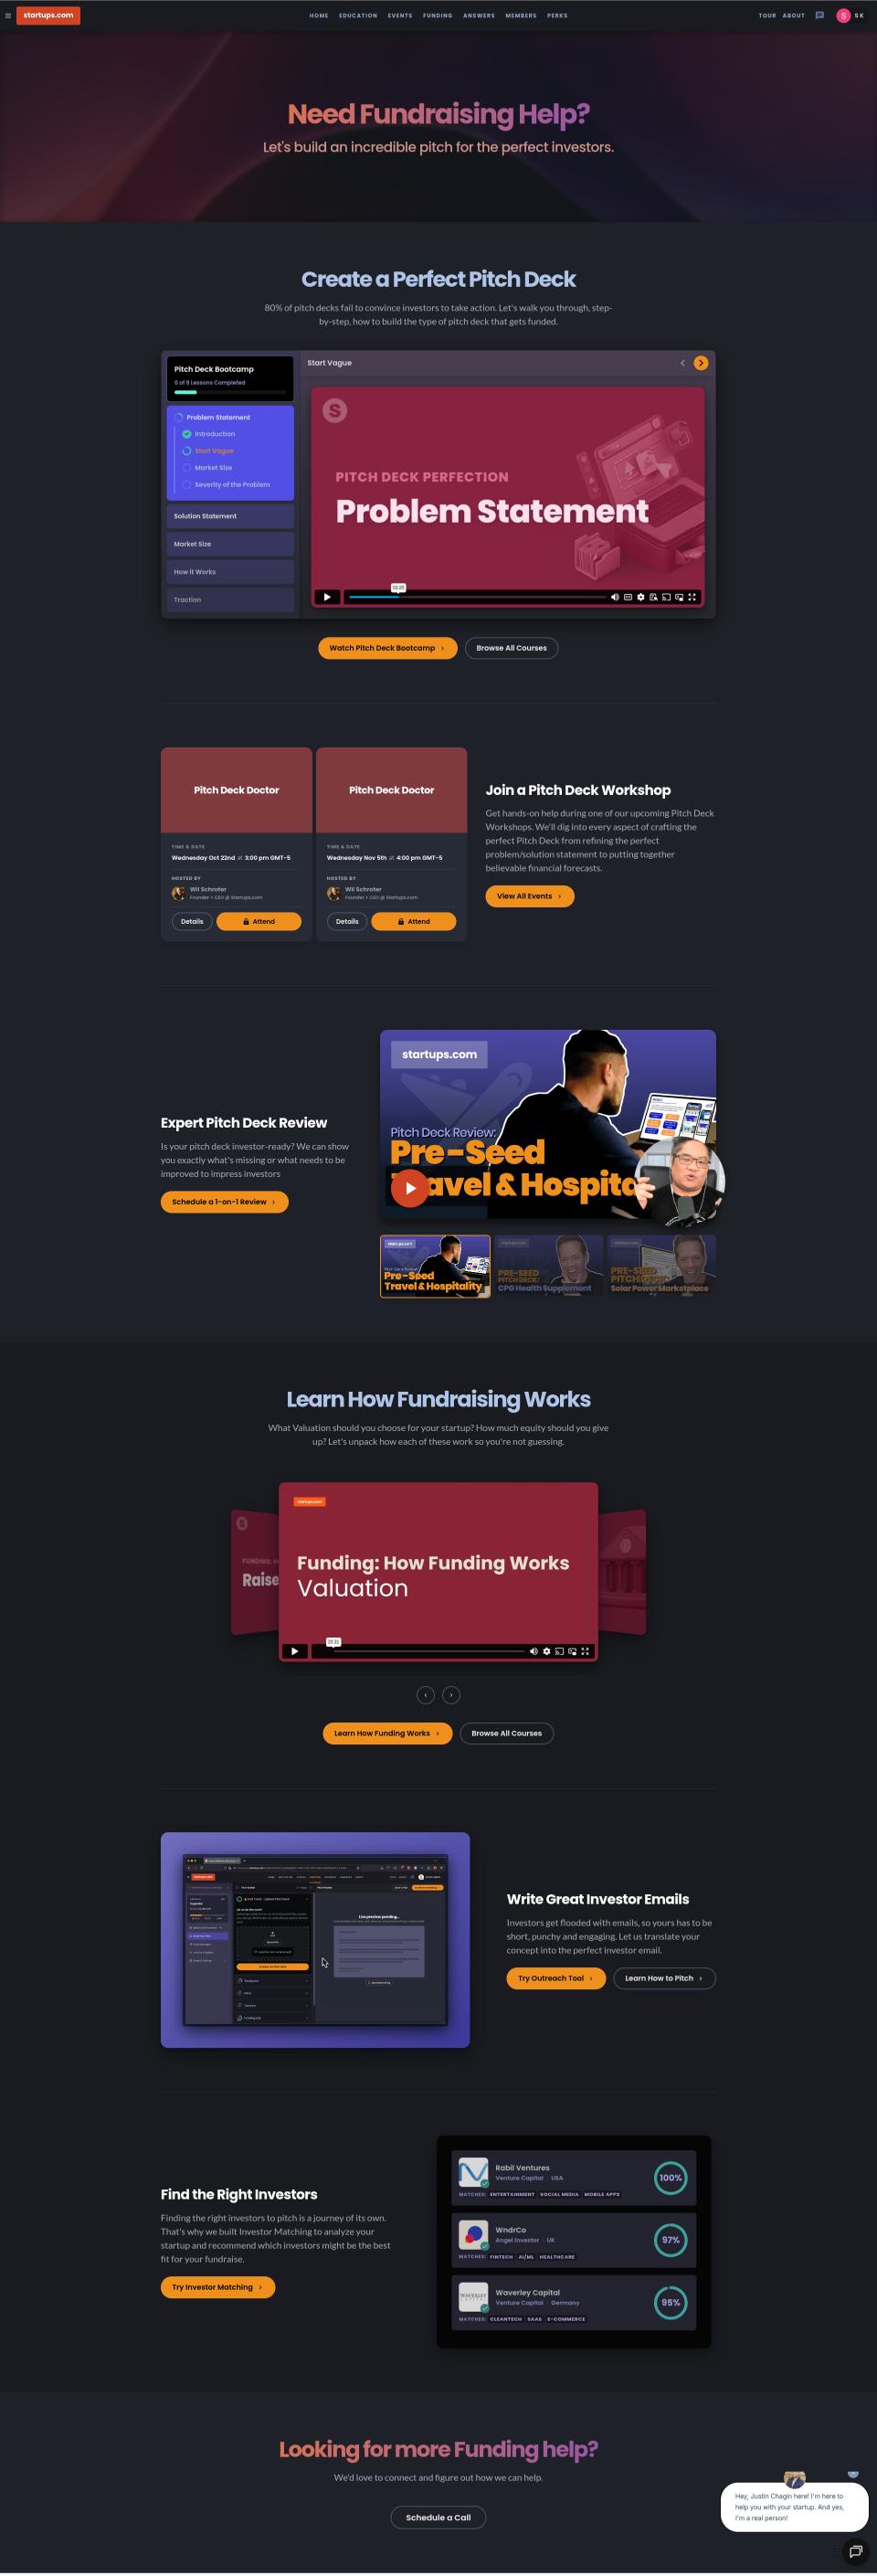 startups.com
HOME EDUCATION EVENTS FUNDING ANSWERS MEMBERS PERKS
TOUR ABOUT
S SK
Need Fundraising Help?
Let's build an incredible pitch for the perfect investors.
Create a Perfect Pitch Deck
80% of pitch decks fail to convince investors to take action. Let's walk you through, step-
by-step, how to build the type of pitch deck that gets funded.
Pitch Deck Bootcamp
0 of 9 Lessons Completed
Problem Statement
Introduction
Start Vague
Market Size
Severity of the Problem
Solution Statement
Market Size
How it Works
Traction
Start Vague
S
PITCH DECK PERFECTION
Problem Statement
Watch Pitch Deck Bootcamp
Browse All Courses
Pitch Deck Doctor
TIME & DATE
Wednesday Oct 22nd at 3:00 pm GMT-5
HOSTED BY
Wil Schroter
Founder + CEO @ Startups.com
Details
Attend
Pitch Deck Doctor
TIME & DATE
Wednesday Nov 5th at 4:00 pm GMT-5
HOSTED BY
Wil Schroter
Founder + CEO @ Startups.com
Details
Attend
Join a Pitch Deck Workshop
Get hands-on help during one of our upcoming Pitch Deck
Workshops. We'll dig into every aspect of crafting the
perfect Pitch Deck from refining the perfect
problem/solution statement to putting together
believable financial forecasts.
View All Events
Expert Pitch Deck Review
Is your pitch deck investor-ready? We can show
you exactly what's missing or what needs to be
improved to impress investors
Schedule a 1-on-1 Review
startups.com
Pitch Deck Review:
Pre-Seed
avel & Hospita
Pre-Seed
Travel & Hospitality
PRE-SEED
PITCH DECK:
CPG Health Supplement
PRE-SEED
PITCH DECK:
Solar Power Marketplace
Learn How Fundraising Works
What Valuation should you choose for your startup? How much equity should you give
up? Let's unpack how each of these work so you're not guessing.
Raise
startups.com
Funding: How Funding Works
Valuation
Learn How Funding Works
Browse All Courses
Write Great Investor Emails
Investors get flooded with emails, so yours has to be
short, punchy and engaging. Let us translate your
concept into the perfect investor email.
Try Outreach Tool
Learn How to Pitch
Find the Right Investors
Finding the right investors to pitch is a journey of its own.
That's why we built Investor Matching to analyze your
startup and recommend which investors might be the best
fit for your fundraise.
Try Investor Matching
Rabil Ventures
Venture Capital USA
100%
MATCHES: ENTERTAINMENT SOCIAL MEDIA MOBILE APPS
WndrCo
Angel Investor UK
97%
MATCHES: FINTECH AI/ML HEALTHCARE
WAVERLEY
CAPITAL
Waverley Capital
Venture Capital Germany
95%
MATCHES: CLEANTECH SAAS E-COMMERCE
Looking for more Funding help?
We'd love to connect and figure out how we can help.
Schedule a Call
Hey, Justin Chagin here! I'm here to
help you with your startup. And yes,
I'm a real person!